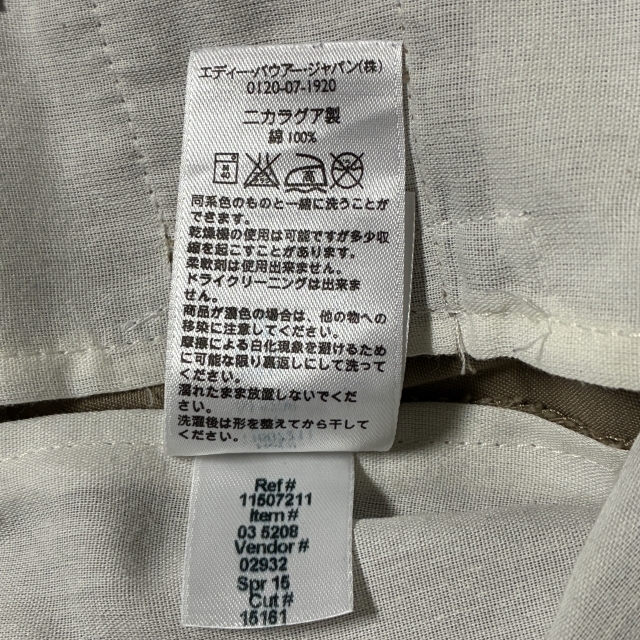 エディー・バウアー・ジャパン(株)
0120-07-1920
ニカラグア製
綿 100%
高
同系色のものと一緒に洗うことが
できます。
乾燥機の使用は可能ですが多少収
縮を起こすことがあります。
柔軟剤は使用出来ません。
ドライクリーニングは出来ませ
ん。
商品が濃色の場合は、他の物への
移染に注意してください。
摩擦による白化現象を避けるため
に可能な限り裏返しにして洗って
ください。
濡れたまま放置しないでくだ
さい。
洗濯後は形を整えてから干して
ください。
Ref#
11507211
Item #
03 5208
Vendor #
02932
Spr 15
Cut #
15161